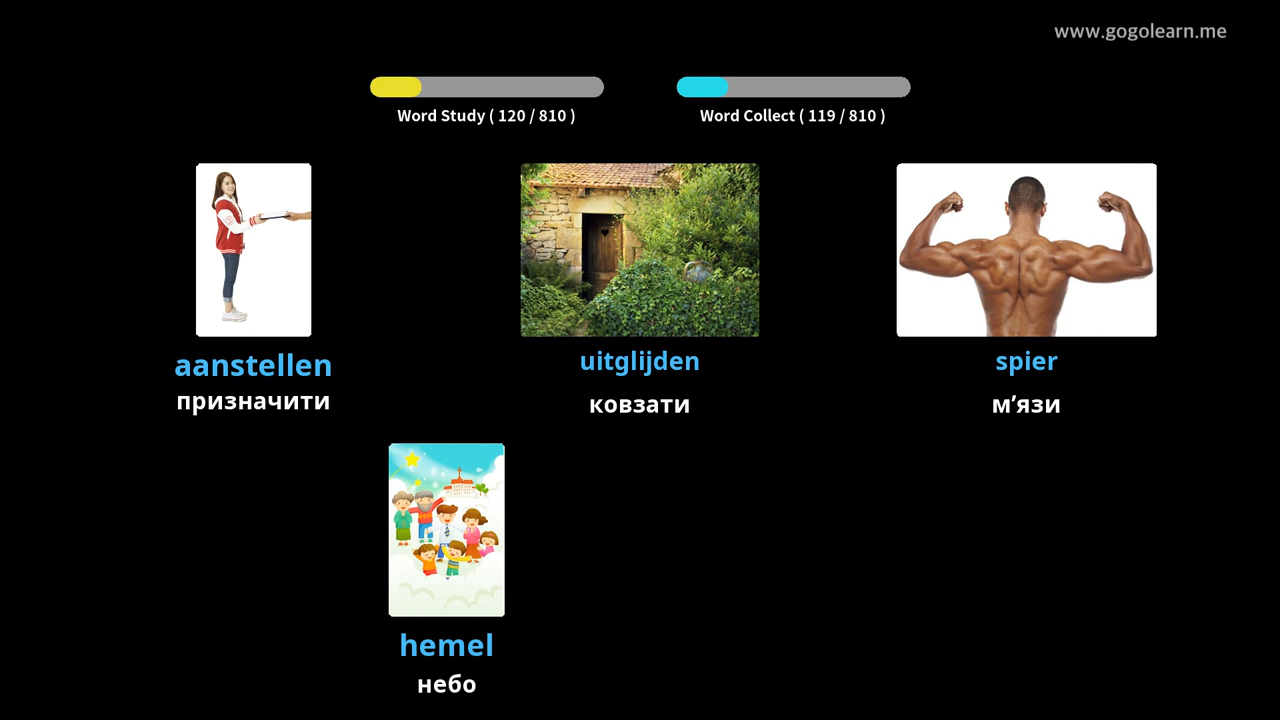 www.gogolearn.me
Word Study ( 120 / 810 )
Word Collect ( 119 / 810 )
aanstellen
призначити
uitglijden
ковзати
spier
м’язи
hemel
небо